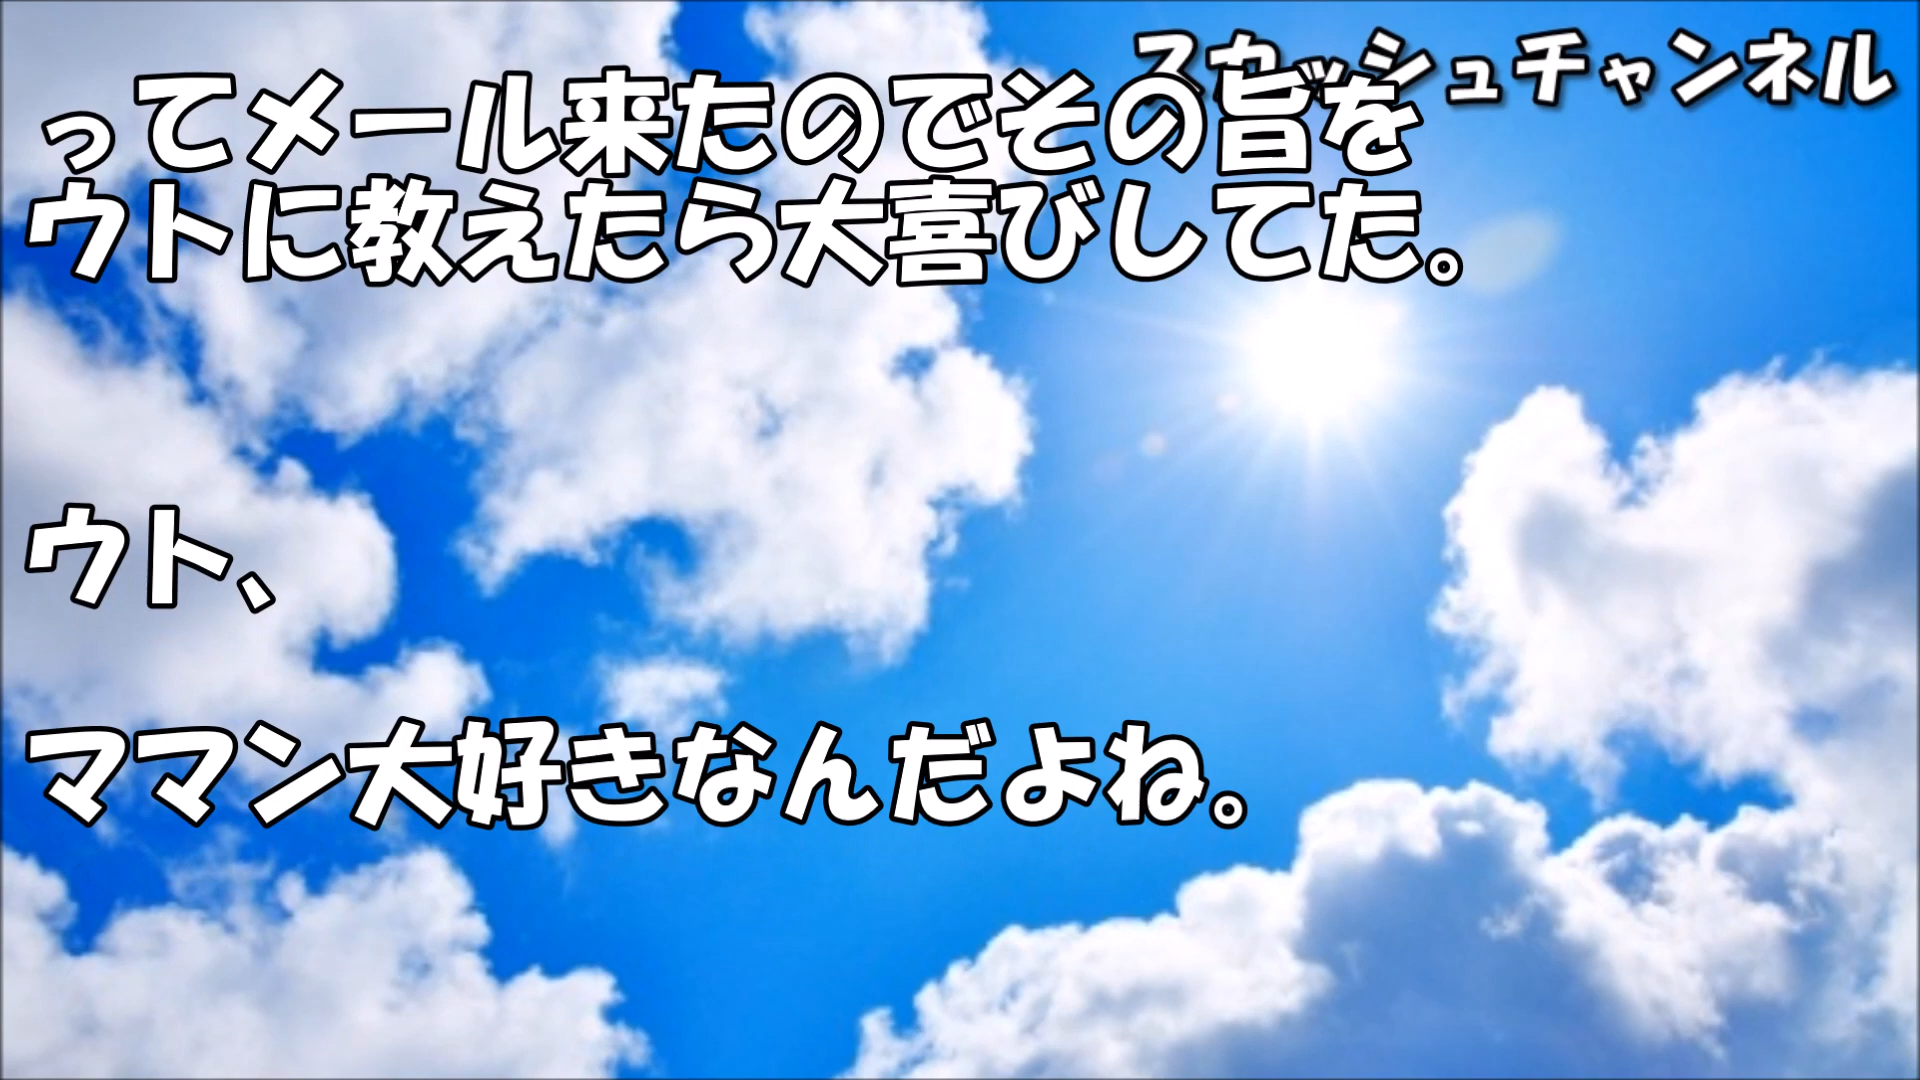 スカッシュチャンネル
ってメール来たのでその旨を
ウトに教えたら大喜びしてた。
ウト、
ママン大好きなんだよね。